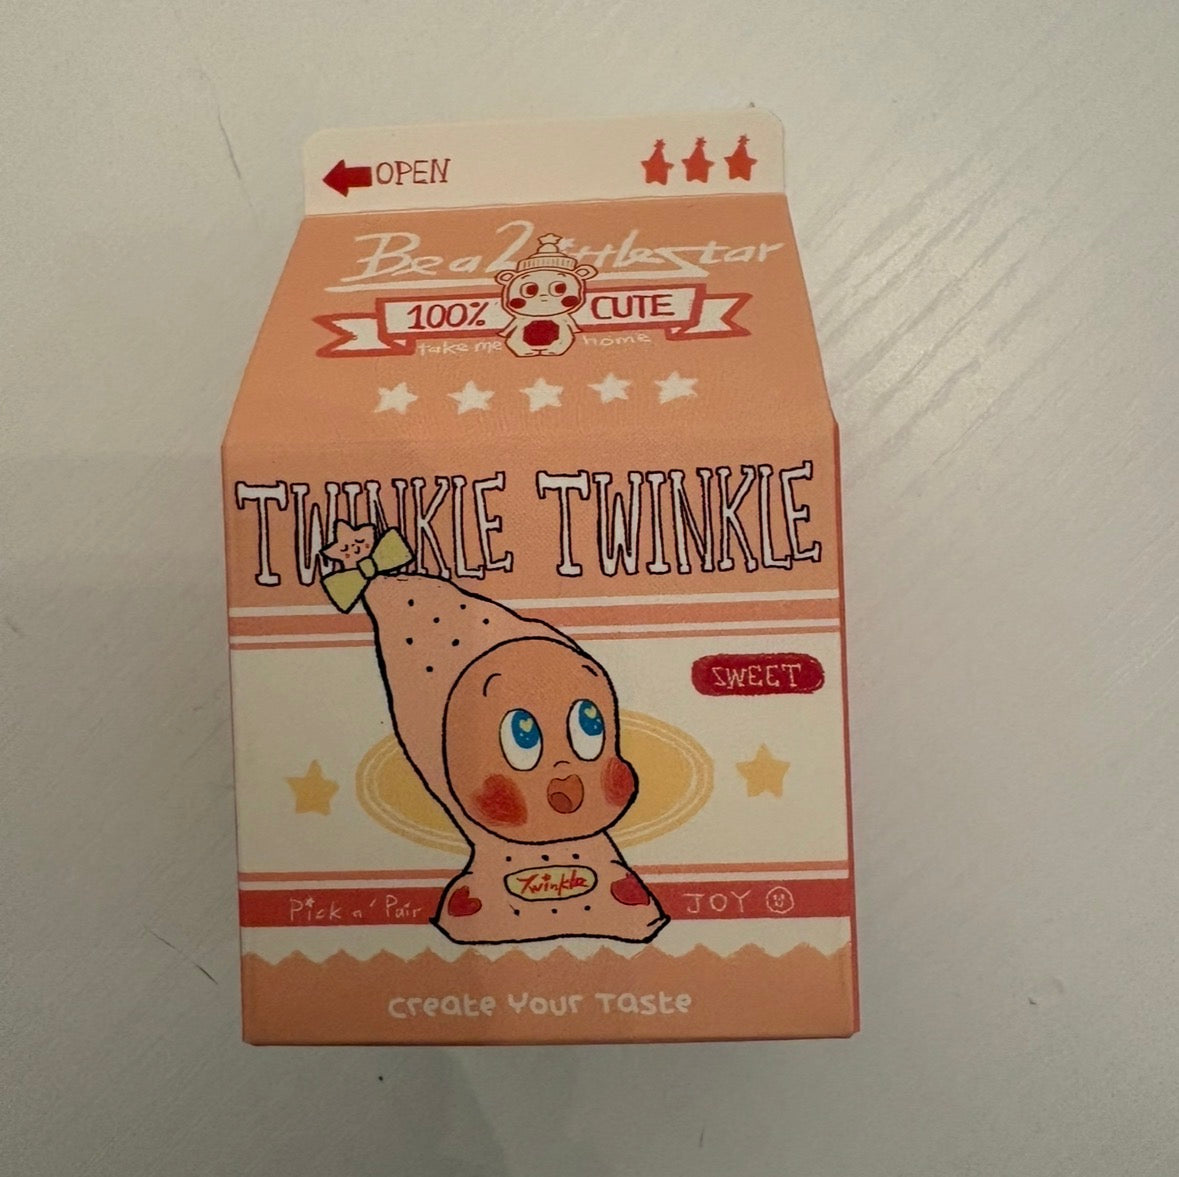 OPEN
Be a Little Star
100% CUTE
take me home
TWINKLE TWINKLE
SWEET
Twinkle
Pick n' Pair
JOY
Create Your Taste